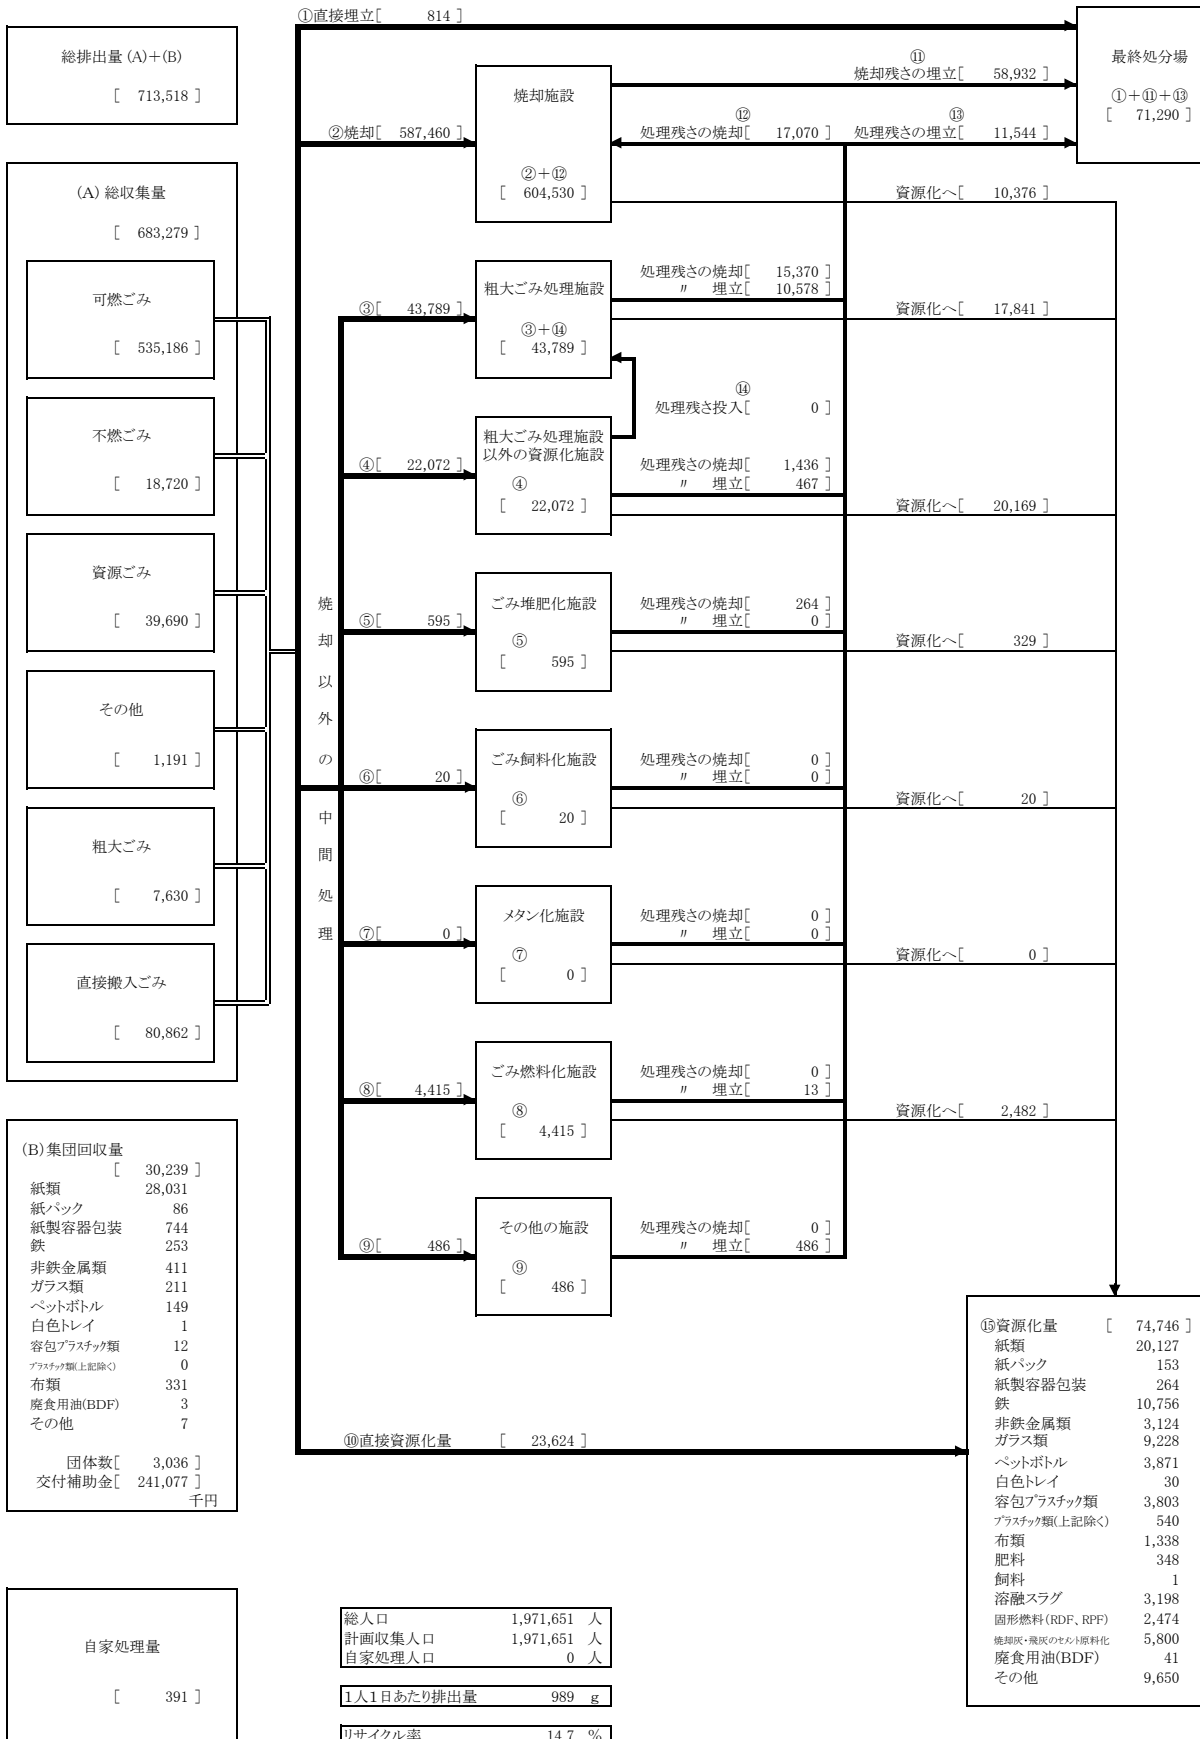 ①直接埋立[ 814 ]
総排出量 (A)+(B)
[ 713,518 ]
最終処分場
①+⑪+⑬
[ 71,290 ]
⑪
焼却残さの埋立[ 58,932 ]
焼却施設
②+⑫
[ 604,530 ]
②焼却[ 587,460 ]
⑫
処理残さの焼却[ 17,070 ]
⑬
処理残さの埋立[ 11,544 ]
資源化へ[ 10,376 ]
(A) 総収集量
[ 683,279 ]
可燃ごみ
[ 535,186 ]
不燃ごみ
[ 18,720 ]
資源ごみ
[ 39,690 ]
その他
[ 1,191 ]
粗大ごみ
[ 7,630 ]
直接搬入ごみ
[ 80,862 ]
焼却以外の中間処理
③[ 43,789 ]
粗大ごみ処理施設
③+⑭
[ 43,789 ]
処理残さの焼却[ 15,370 ]
〃 埋立[ 10,578 ]
資源化へ[ 17,841 ]
⑭
処理残さ投入[ 0 ]
④[ 22,072 ]
粗大ごみ処理施設
以外の資源化施設
④
[ 22,072 ]
処理残さの焼却[ 1,436 ]
〃 埋立[ 467 ]
資源化へ[ 20,169 ]
⑤[ 595 ]
ごみ堆肥化施設
⑤
[ 595 ]
処理残さの焼却[ 264 ]
〃 埋立[ 0 ]
資源化へ[ 329 ]
⑥[ 20 ]
ごみ飼料化施設
⑥
[ 20 ]
処理残さの焼却[ 0 ]
〃 埋立[ 0 ]
資源化へ[ 20 ]
⑦[ 0 ]
メタン化施設
⑦
[ 0 ]
処理残さの焼却[ 0 ]
〃 埋立[ 0 ]
資源化へ[ 0 ]
⑧[ 4,415 ]
ごみ燃料化施設
⑧
[ 4,415 ]
処理残さの焼却[ 0 ]
〃 埋立[ 13 ]
資源化へ[ 2,482 ]
⑨[ 486 ]
その他の施設
⑨
[ 486 ]
処理残さの焼却[ 0 ]
〃 埋立[ 486 ]
(B) 集団回収量
[ 30,239 ]
紙類 28,031
紙パック 86
紙製容器包装 744
鉄 253
非鉄金属類 411
ガラス類 211
ペットボトル 149
白色トレイ 1
容包プラスチック類 12
プラスチック類(上記除く) 0
布類 331
廃食用油(BDF) 3
その他 7
団体数[ 3,036 ]
交付補助金[ 241,077 ]
千円
⑩直接資源化量 [ 23,624 ]
⑮資源化量 [ 74,746 ]
紙類 20,127
紙パック 153
紙製容器包装 264
鉄 10,756
非鉄金属類 3,124
ガラス類 9,228
ペットボトル 3,871
白色トレイ 30
容包プラスチック類 3,803
プラスチック類(上記除く) 540
布類 1,338
肥料 348
飼料 1
溶融スラグ 3,198
固形燃料(RDF、RPF) 2,474
焼却灰・飛灰のセメント原料化 5,800
廃食用油(BDF) 41
その他 9,650
自家処理量
[ 391 ]
総人口 1,971,651 人
計画収集人口 1,971,651 人
自家処理人口 0 人
1人1日あたり排出量 989 g
リサイクル率 14.7 %